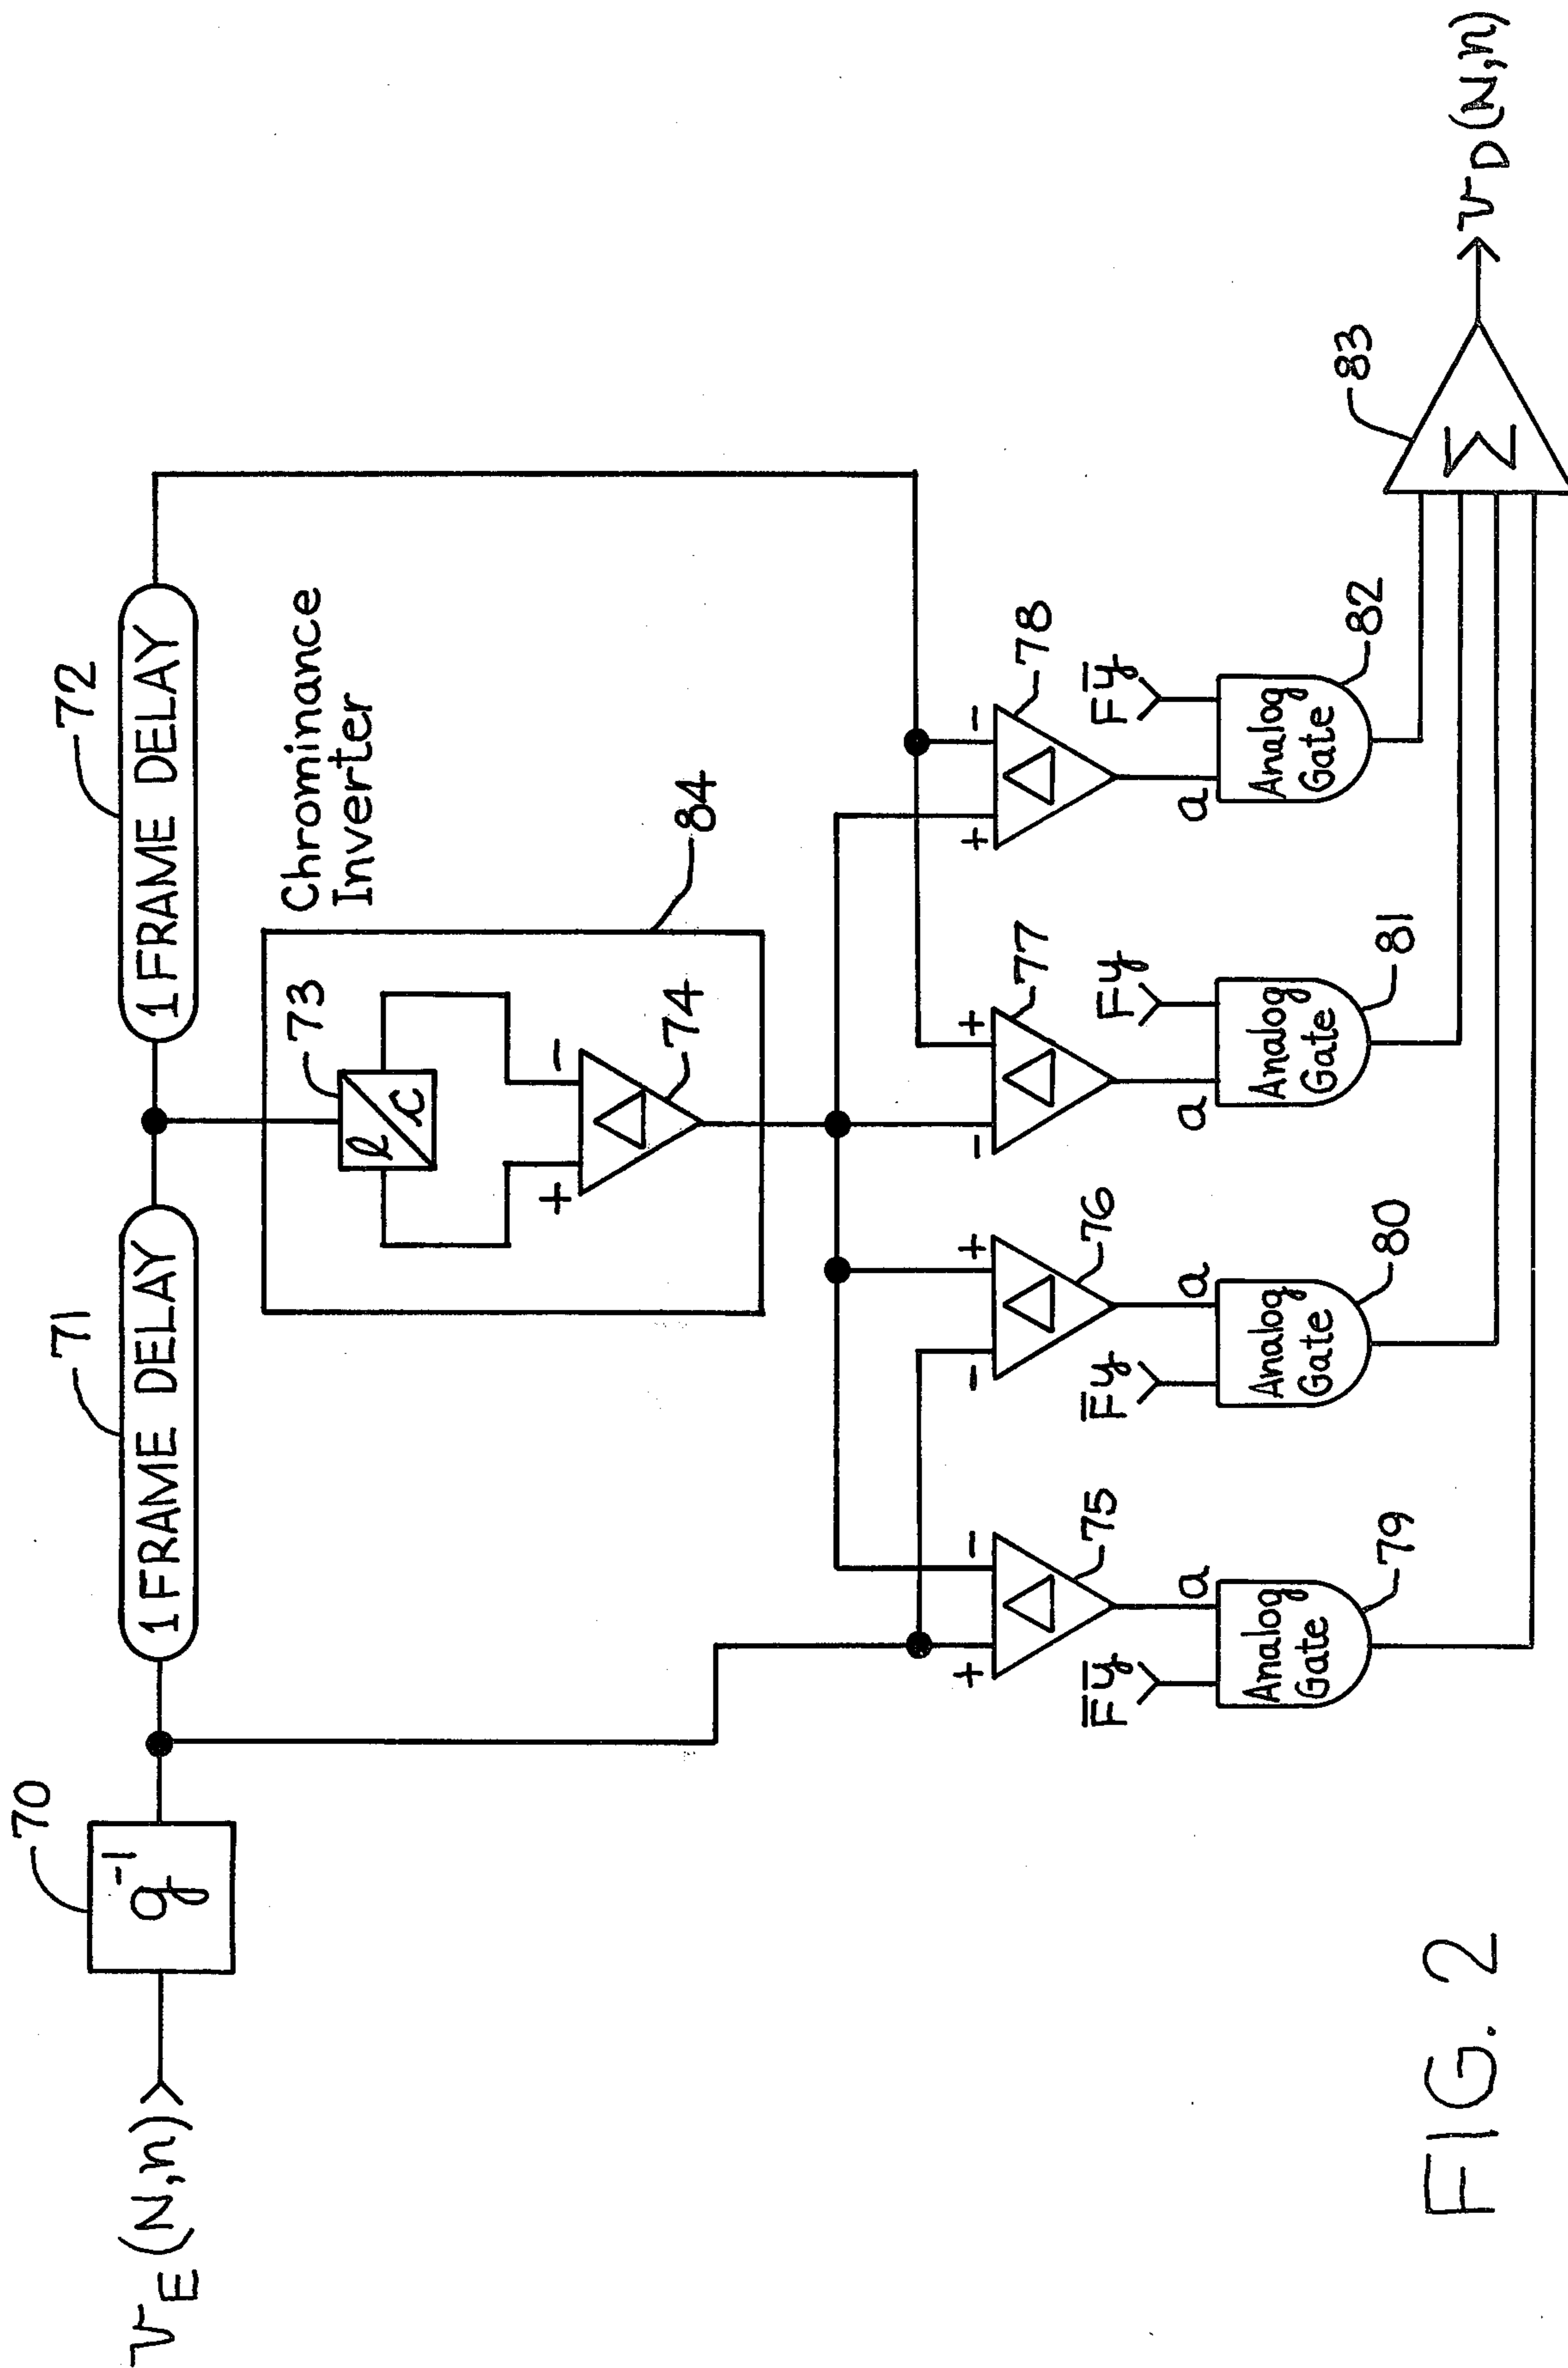 70
71
72
v_E(N,n)
g⁻¹
1 FRAME DELAY
1 FRAME DELAY
Chrominance
Inverter
73
l/c
84
+
−
74
+
−
−
+
−
+
+
−
75
76
77
78
F̅y̅
a
F̅y
a
a
Fy
a
Fy̅
Analog
Gate
Analog
Gate
Analog
Gate
Analog
Gate
79
80
81
82
83
Σ
v_D(N,n)
FIG. 2